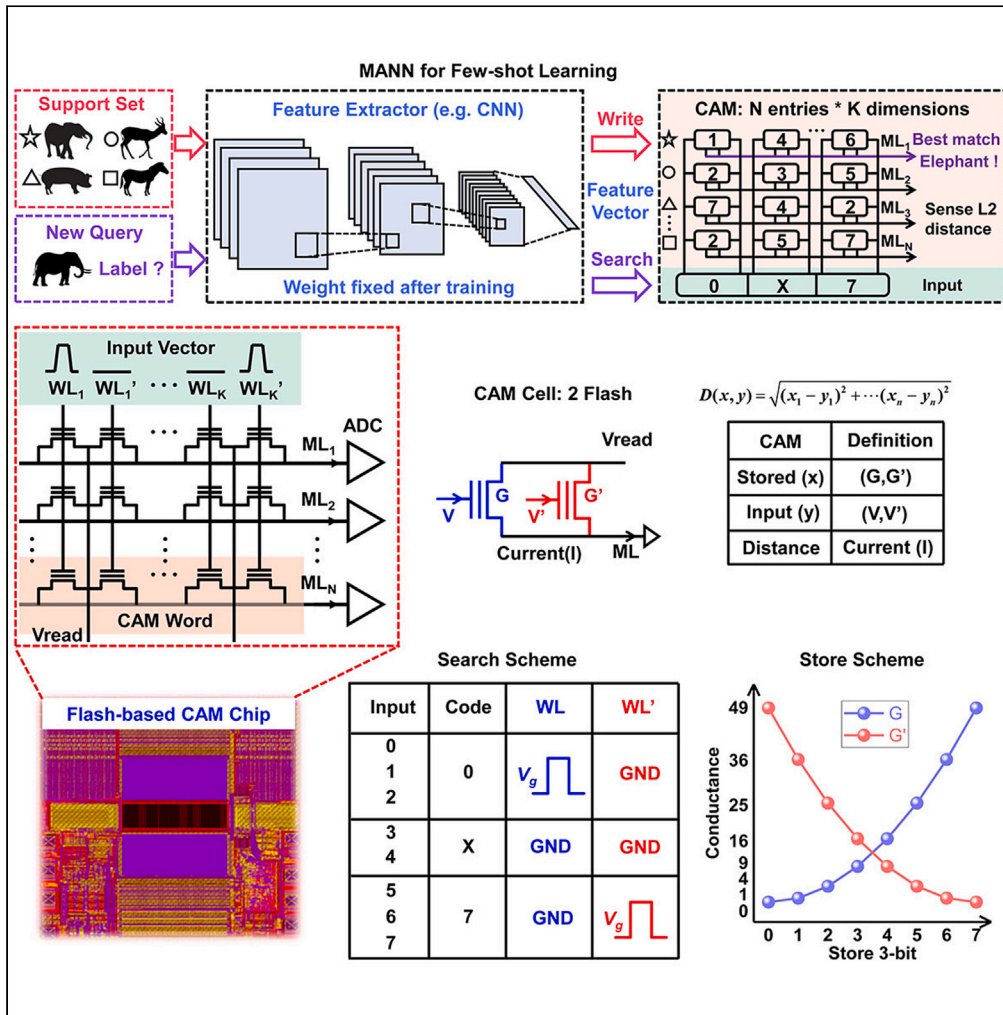 MANN for Few-shot Learning
Support Set
New Query
Label ?
Feature Extractor (e.g. CNN)
Weight fixed after training
Write
Feature
Vector
Search
CAM: N entries * K dimensions
1 4 ... 6 ML1 Best match
Elephant !
2 3 5 ML2
7 4 2 ML3 Sense L2
distance
2 5 7 MLN
0 X 7 Input
Input Vector
WL1 WL1' ... WLK WLK'
ADC
ML1
ML2
MLN
CAM Word
Vread
Flash-based CAM Chip
CAM Cell: 2 Flash
Vread
G G'
V V'
Current(I) ML
D(x,y)=√(x1−y1)²+⋯(xn−yn)²
CAM Definition
Stored (x) (G,G')
Input (y) (V,V')
Distance Current (I)
Search Scheme
Input Code WL WL'
0
1 0 Vg GND
2
3 X GND GND
4
5
6 7 GND Vg
7
Store Scheme
G
G'
Conductance
49
36
25
16
9
4
1
0
0 1 2 3 4 5 6 7
Store 3-bit